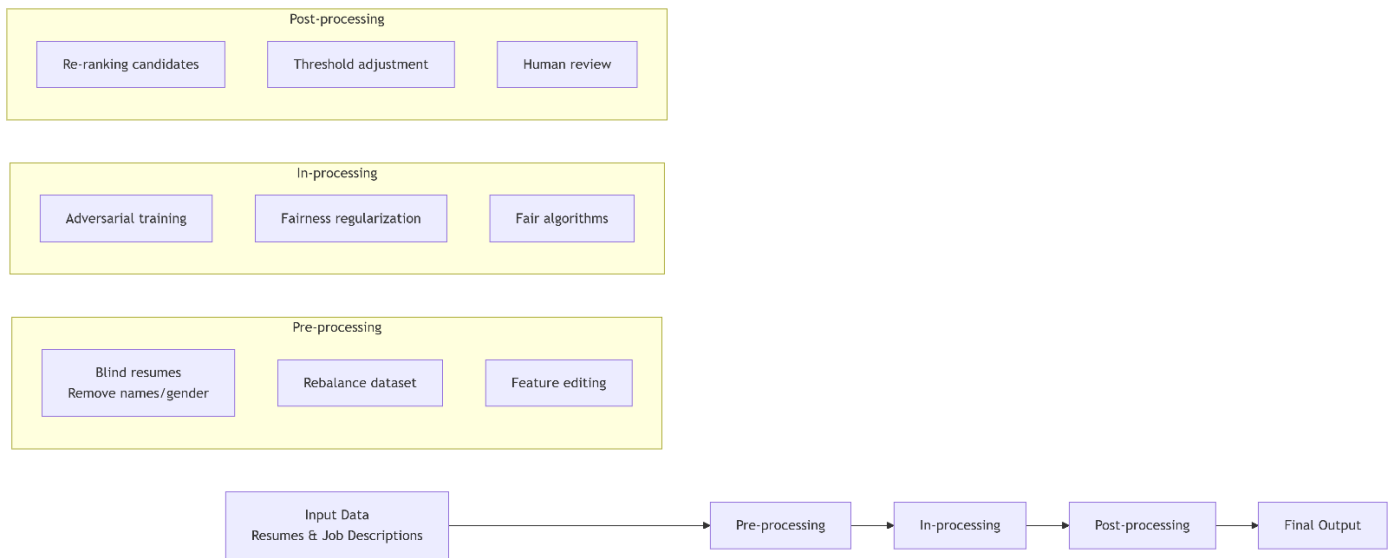 Post-processing
Re-ranking candidates
Threshold adjustment
Human review
In-processing
Adversarial training
Fairness regularization
Fair algorithms
Pre-processing
Blind resumes
Remove names/gender
Rebalance dataset
Feature editing
Input Data
Resumes & Job Descriptions
Pre-processing
In-processing
Post-processing
Final Output